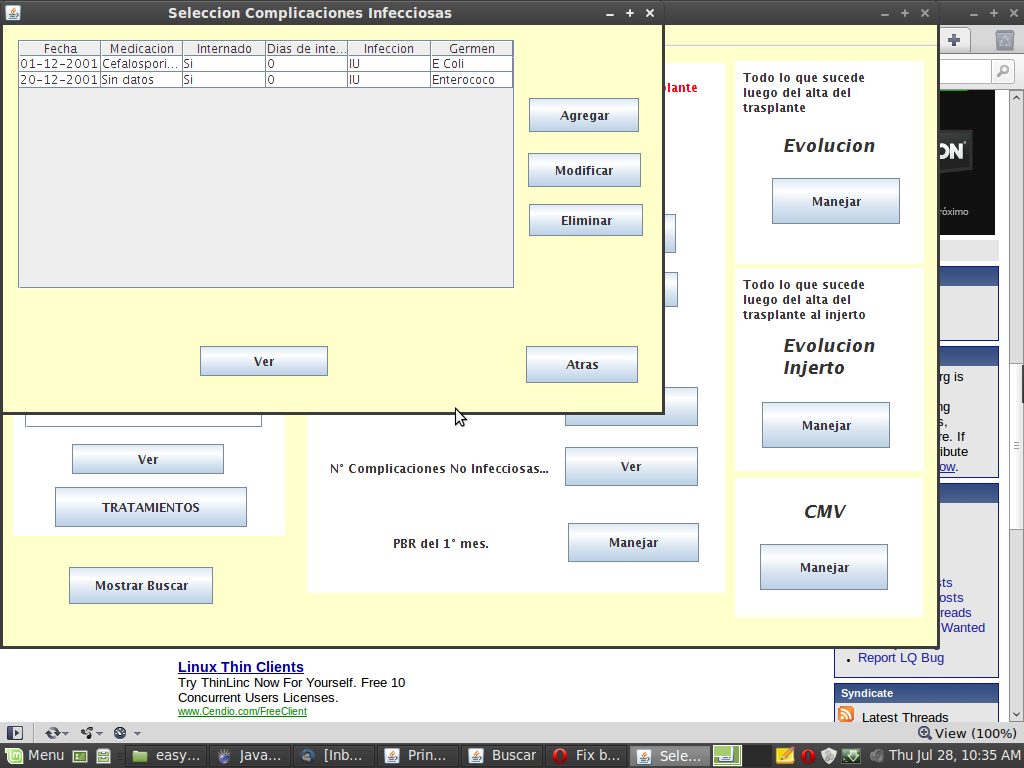 Seleccion Complicaciones Infecciosas
Fecha Medicacion Internado Dias de inte... Infeccion Germen
01-12-2001 Cefalospori... Si 0 IU E Coli
20-12-2001 Sin datos Si 0 IU Enterococo
Agregar
Modificar
Eliminar
Ver
Atras
lante
Todo lo que sucede
luego del alta del
trasplante
Evolucion
Manejar
Todo lo que sucede
luego del alta del
trasplante al injerto
Evolucion
Injerto
Manejar
CMV
Manejar
Ver
TRATAMIENTOS
Mostrar Buscar
N° Complicaciones No Infecciosas...
Ver
PBR del 1° mes.
Manejar
ON
róximo
rg is
ng
s,
re. If
ibute
ow.
sts
osts
reads
Wanted
Report LQ Bug
Syndicate
Latest Threads
Linux Thin Clients
Try ThinLinc Now For Yourself. Free 10
Concurrent Users Licenses.
www.Cendio.com/FreeClient
View (100%)
Menu
easy...
Java...
[Inb...
Prin...
Buscar
Fix b...
Sele...
Thu Jul 28, 10:35 AM